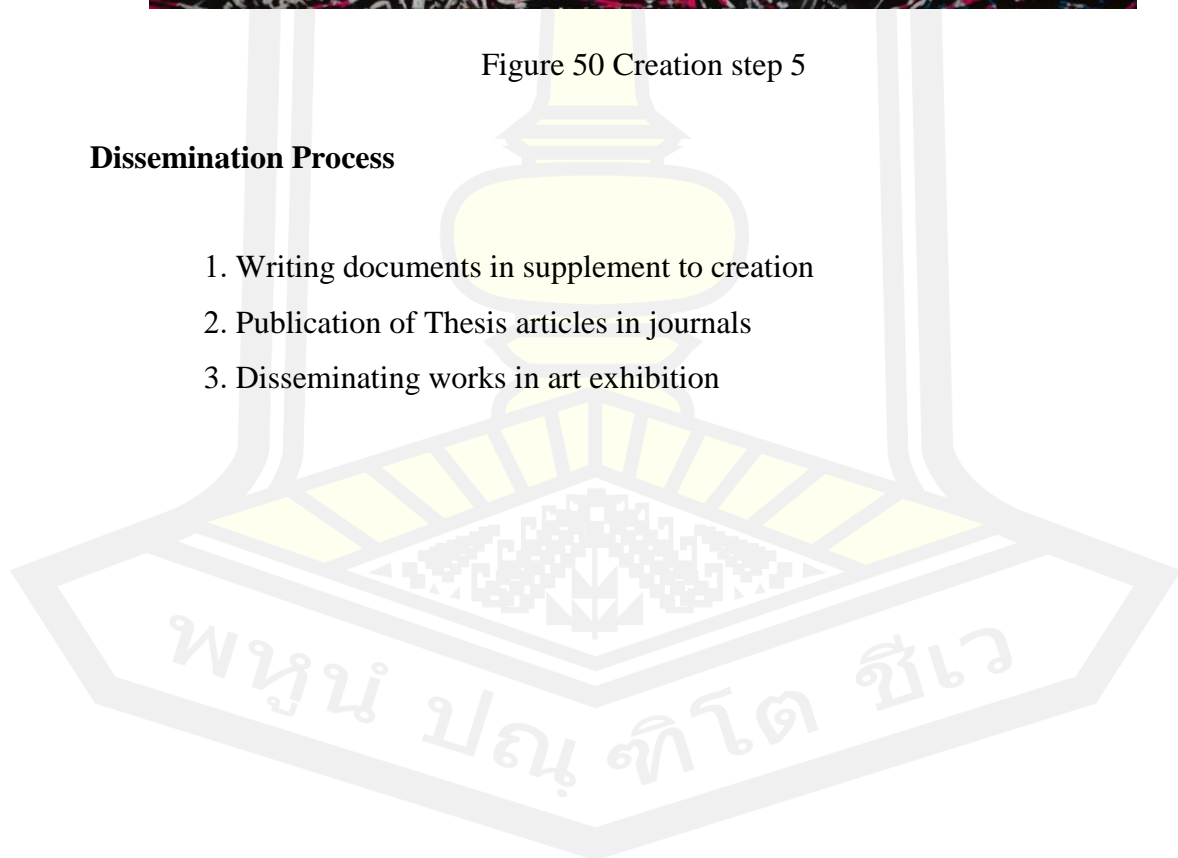 Figure 50 Creation step 5
Dissemination Process
1. Writing documents in supplement to creation
2. Publication of Thesis articles in journals
3. Disseminating works in art exhibition
พหูนํ ปณฺฑิโต ชีเว